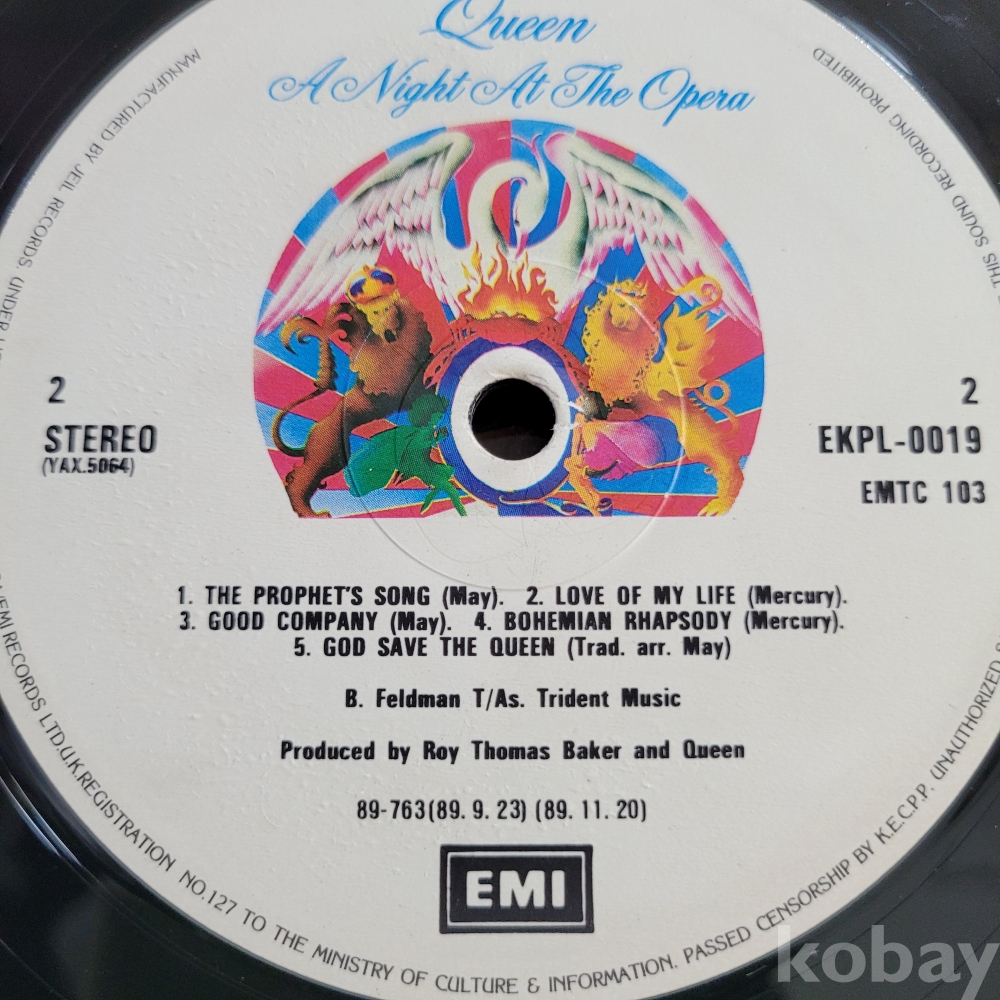 Queen
A Night At The Opera
MANUFACTURED BY JEIL RECORDS. UNDER
THIS SOUND RECORDING PROHIBITED
2
2
STEREO
EKPL-0019
(YAX.5064)
EMTC 103
1. THE PROPHET'S SONG (May). 2. LOVE OF MY LIFE (Mercury).
3. GOOD COMPANY (May). 4. BOHEMIAN RHAPSODY (Mercury).
5. GOD SAVE THE QUEEN (Trad. arr. May)
B. Feldman T/As. Trident Music
Produced by Roy Thomas Baker and Queen
89-763(89. 9. 23) (89. 11. 20)
EMI
/EMI RECORDS LTD.U.K.REGISTRATION NO.127 TO THE MINISTRY OF CULTURE & INFORMATION. PASSED CENSORSHIP BY K.E.C.P.P. UNAUTHORIZED
kobay